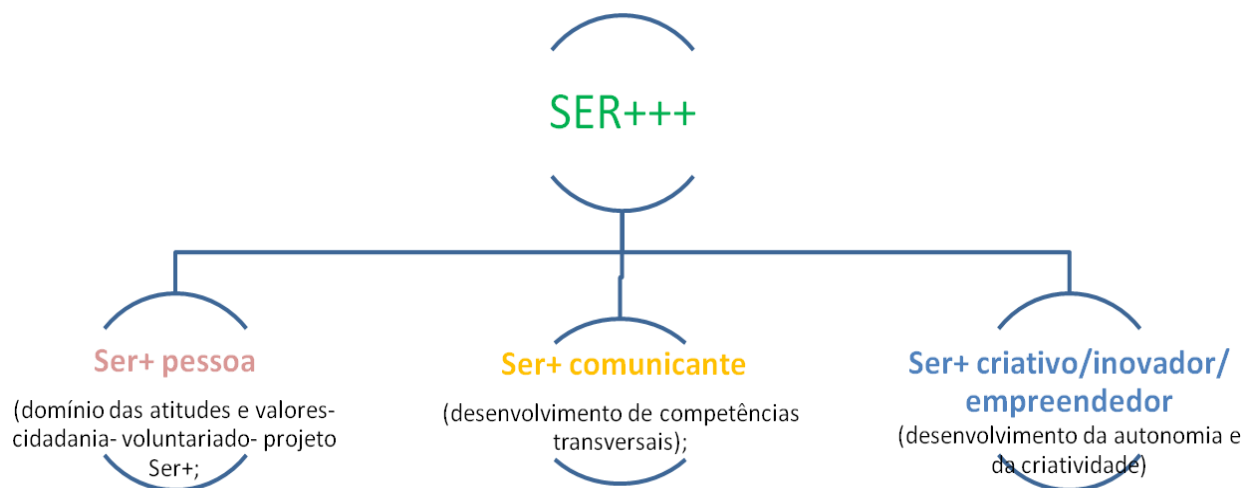 SER+++
Ser+ pessoa
(domínio das atitudes e valores-
cidadania- voluntariado- projeto
Ser+;
Ser+ comunicante
(desenvolvimento de competências
transversais);
Ser+ criativo/inovador/
empreendedor
(desenvolvimento da autonomia e
da criatividade)